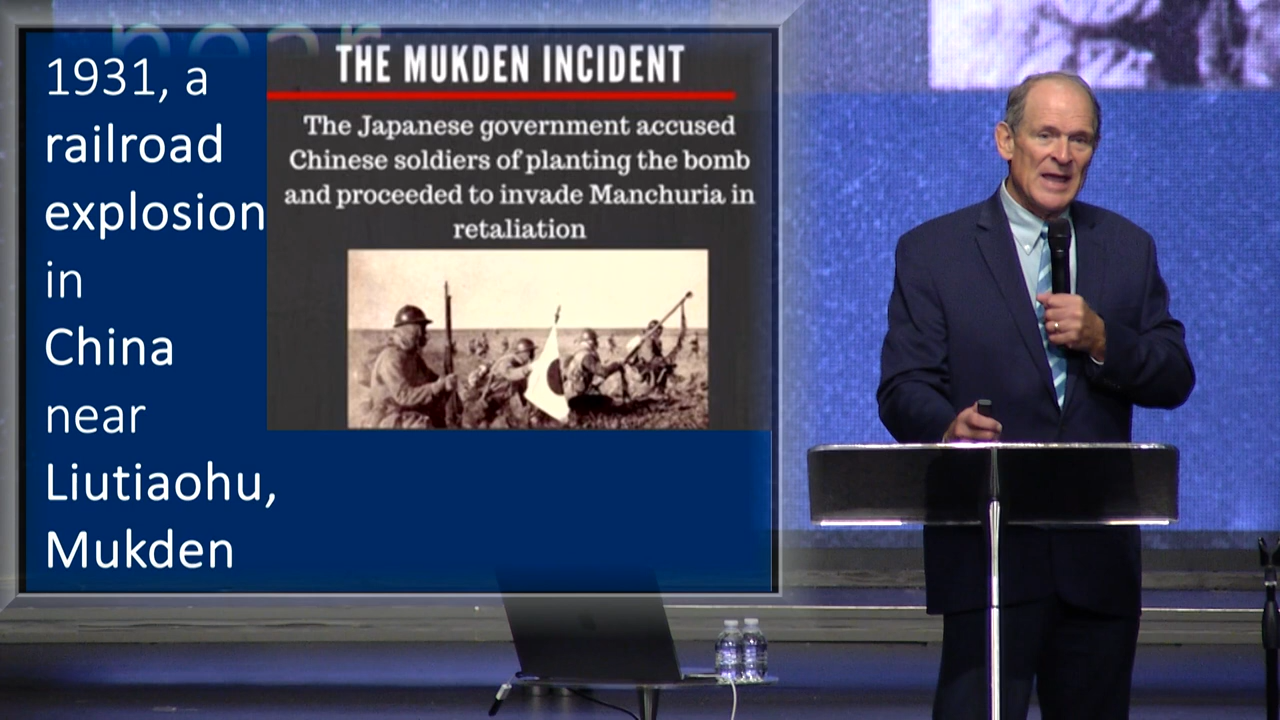 1931, a
railroad
explosion
in
China
near
Liutiaohu,
Mukden
THE MUKDEN INCIDENT
The Japanese government accused
Chinese soldiers of planting the bomb
and proceeded to invade Manchuria in
retaliation